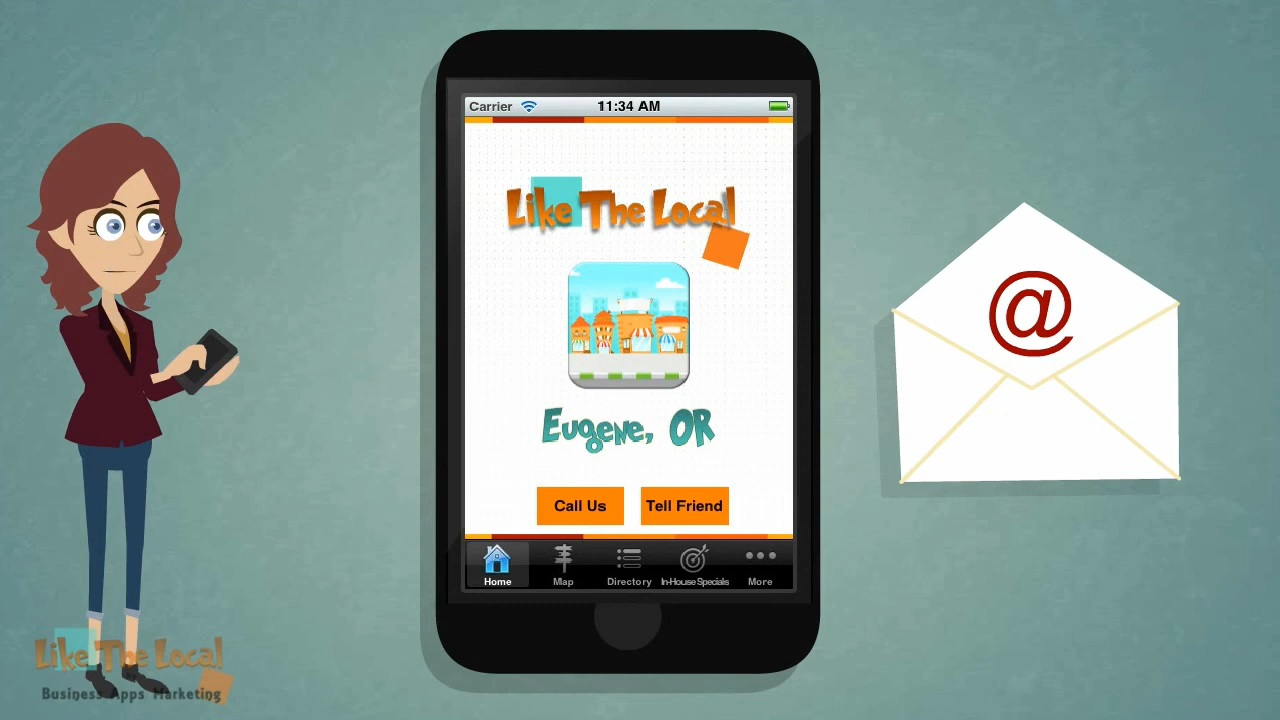 Carrier 11:34 AM
Like The Local
Eugene, OR
Call Us Tell Friend
Home Map Directory In-House Specials More
@
Like The Local
Business Apps Marketing